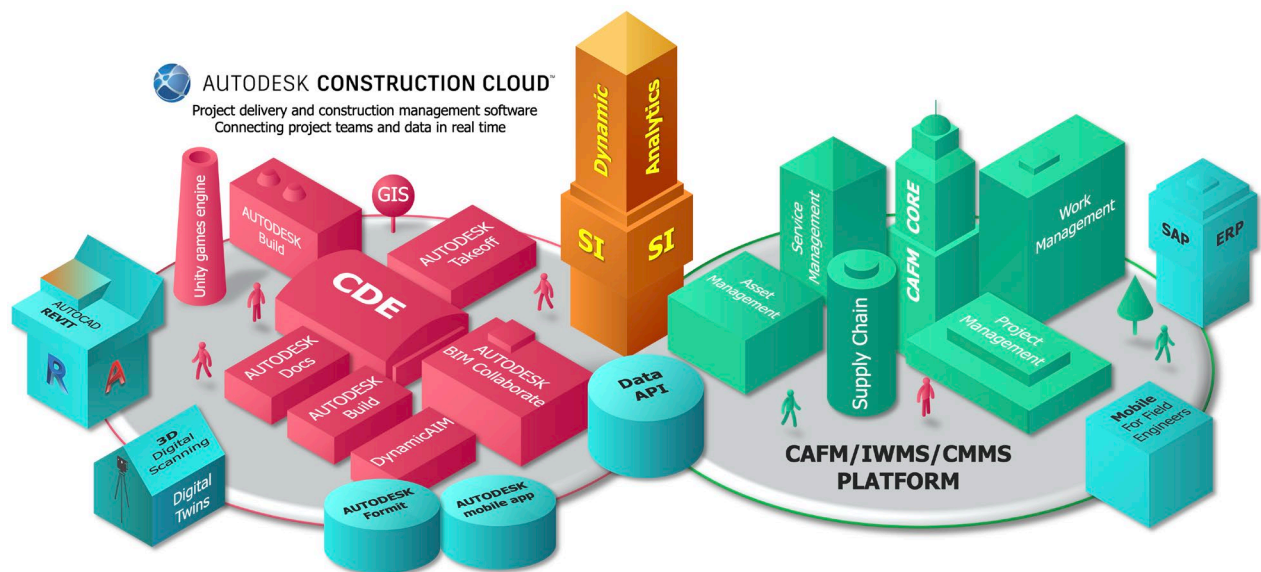 AUTODESK CONSTRUCTION CLOUD™
Project delivery and construction management software
Connecting project teams and data in real time
Dynamic
Analytics
SI
SI
Unity games engine
AUTODESK
Build
GIS
AUTODESK
Takeoff
CDE
AUTOCAD
REVIT
R
A
AUTODESK
Docs
AUTODESK
Build
AUTODESK
BIM Collaborate
DynamicAIM
3D
Digital
Scanning
Digital
Twins
AUTODESK
Formit
AUTODESK
mobile app
Data
API
Service
Management
CAFM CORE
Work
Management
SAP
ERP
Asset
Management
Supply Chain
Project
Management
Mobile
For Field
Engineers
CAFM/IWMS/CMMS
PLATFORM